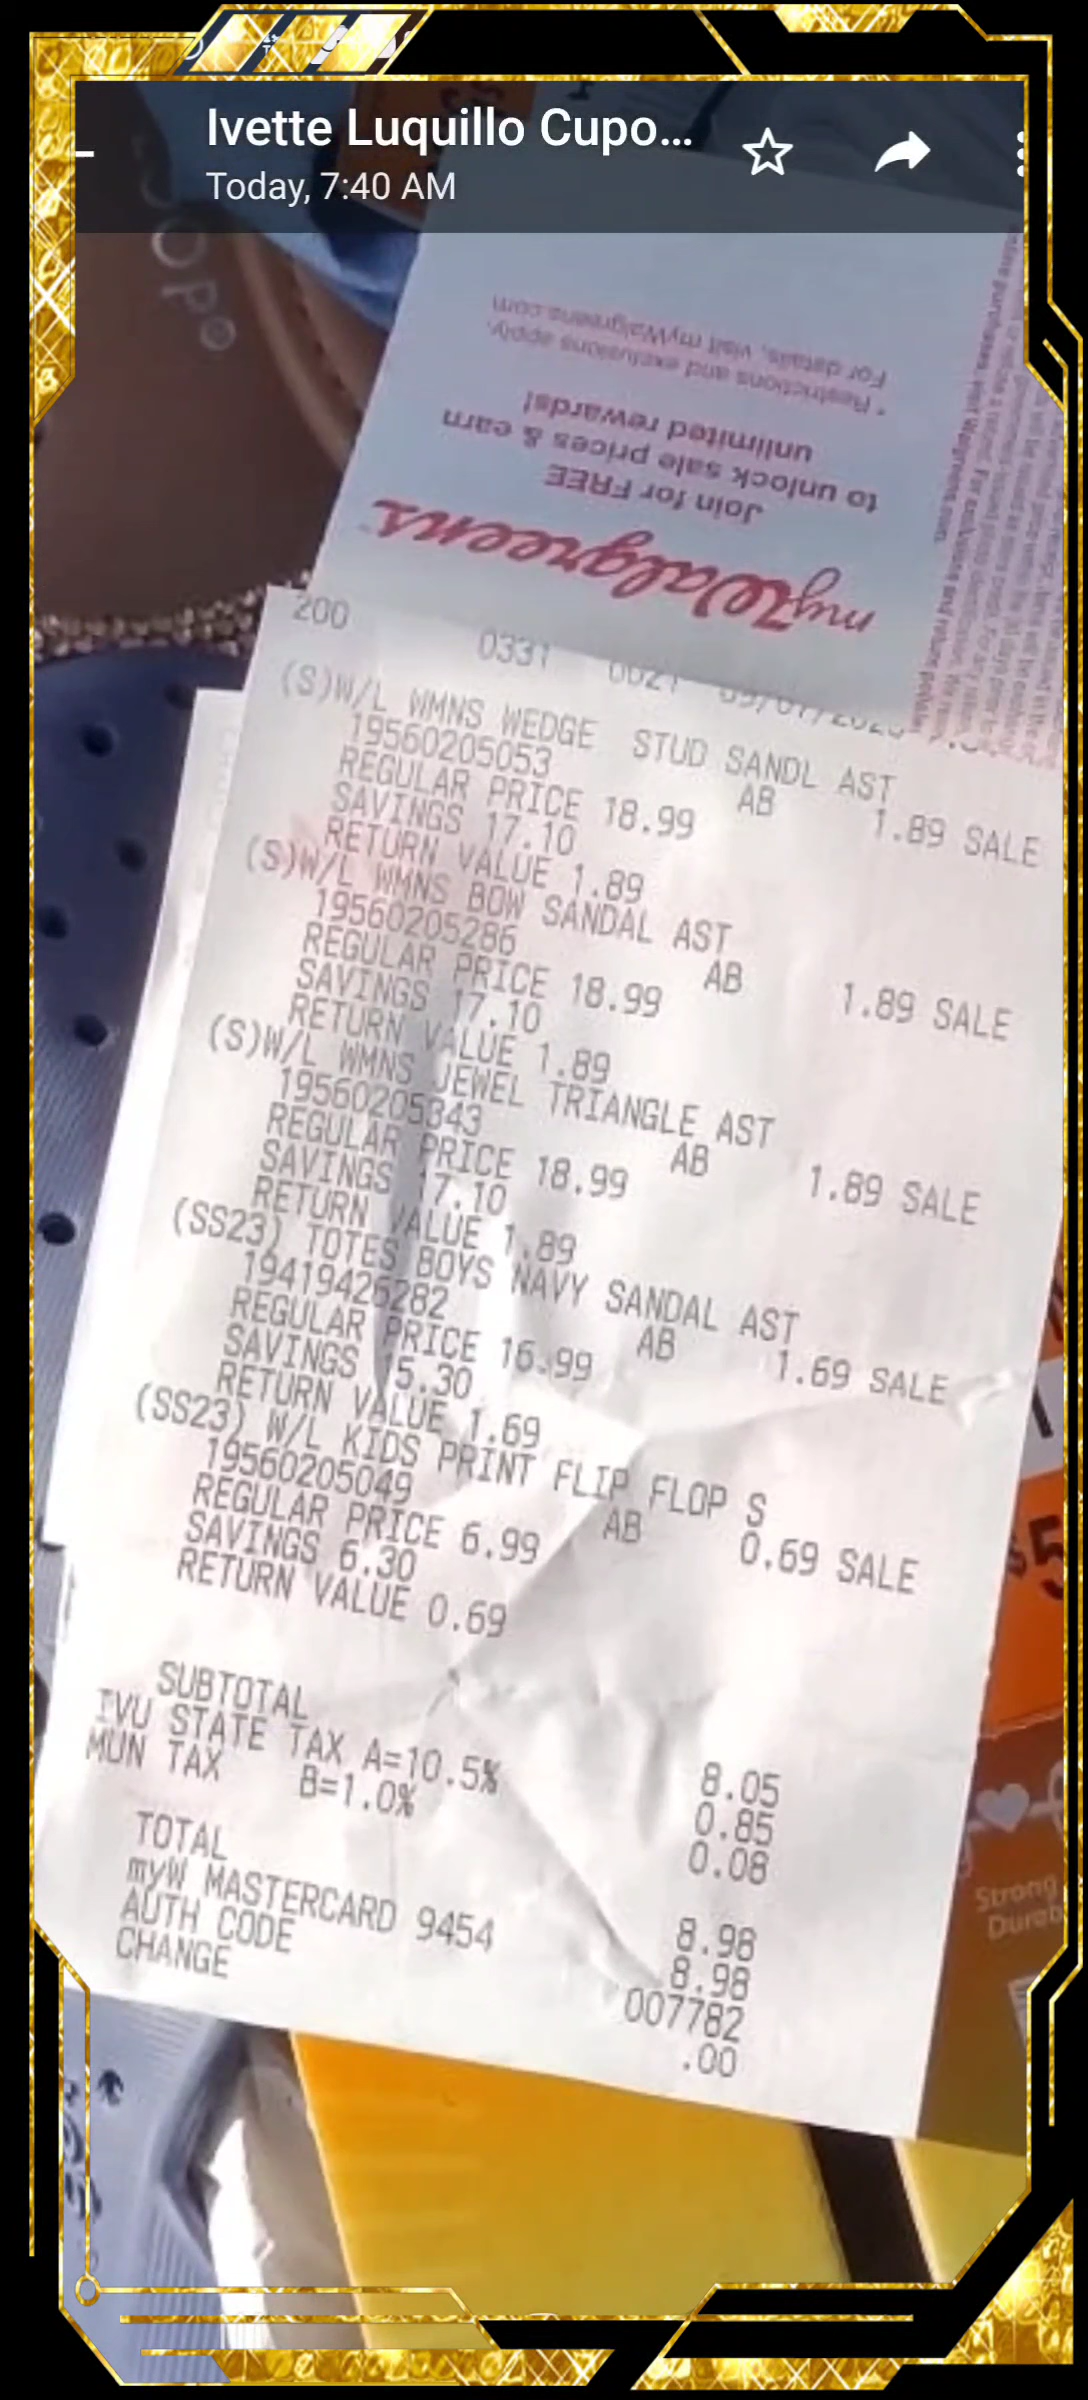 Ivette Luquillo Cupo...
Today, 7:40 AM
For details, visit myWalgreens.com
* Restrictions and exclusions apply.
unlimited rewards!
to unlock sale prices & earn
Join for FREE
myWalgreens
200 0331 0021
(S)W/L WMNS WEDGE STUD SANDL AST
19560205053 AB 1.89 SALE
REGULAR PRICE 18.99
SAVINGS 17.10
RETURN VALUE 1.89
(S)W/L WMNS BOW SANDAL AST
19560205286 AB 1.89 SALE
REGULAR PRICE 18.99
SAVINGS 17.10
RETURN VALUE 1.89
(S)W/L WMNS JEWEL TRIANGLE AST
19560205343 AB 1.89 SALE
REGULAR PRICE 18.99
SAVINGS 17.10
RETURN VALUE 1.89
(SS23) TOTES BOYS NAVY SANDAL AST
19419426282 AB 1.69 SALE
REGULAR PRICE 16.99
SAVINGS 15.30
RETURN VALUE 1.69
(SS23) W/L KIDS PRINT FLIP FLOP S
19560205049 AB 0.69 SALE
REGULAR PRICE 6.99
SAVINGS 6.30
RETURN VALUE 0.69
SUBTOTAL 8.05
IVU STATE TAX A=10.5% 0.85
MUN TAX B=1.0% 0.08
TOTAL 8.98
myW MASTERCARD 9454 8.98
AUTH CODE 007782
CHANGE .00
$5
Strong